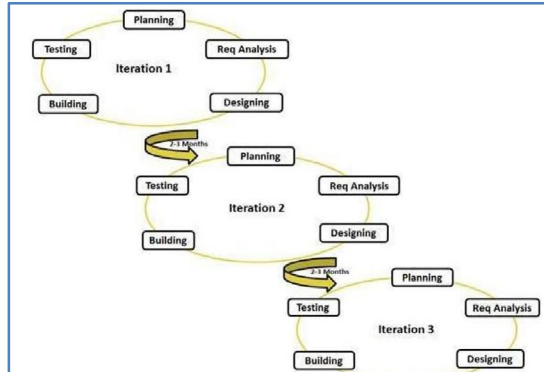 Planning
Testing
Req Analysis
Iteration 1
Building
Designing
2-3 Months
Planning
Testing
Req Analysis
Iteration 2
Building
Designing
2-3 Months
Planning
Testing
Req Analysis
Iteration 3
Building
Designing